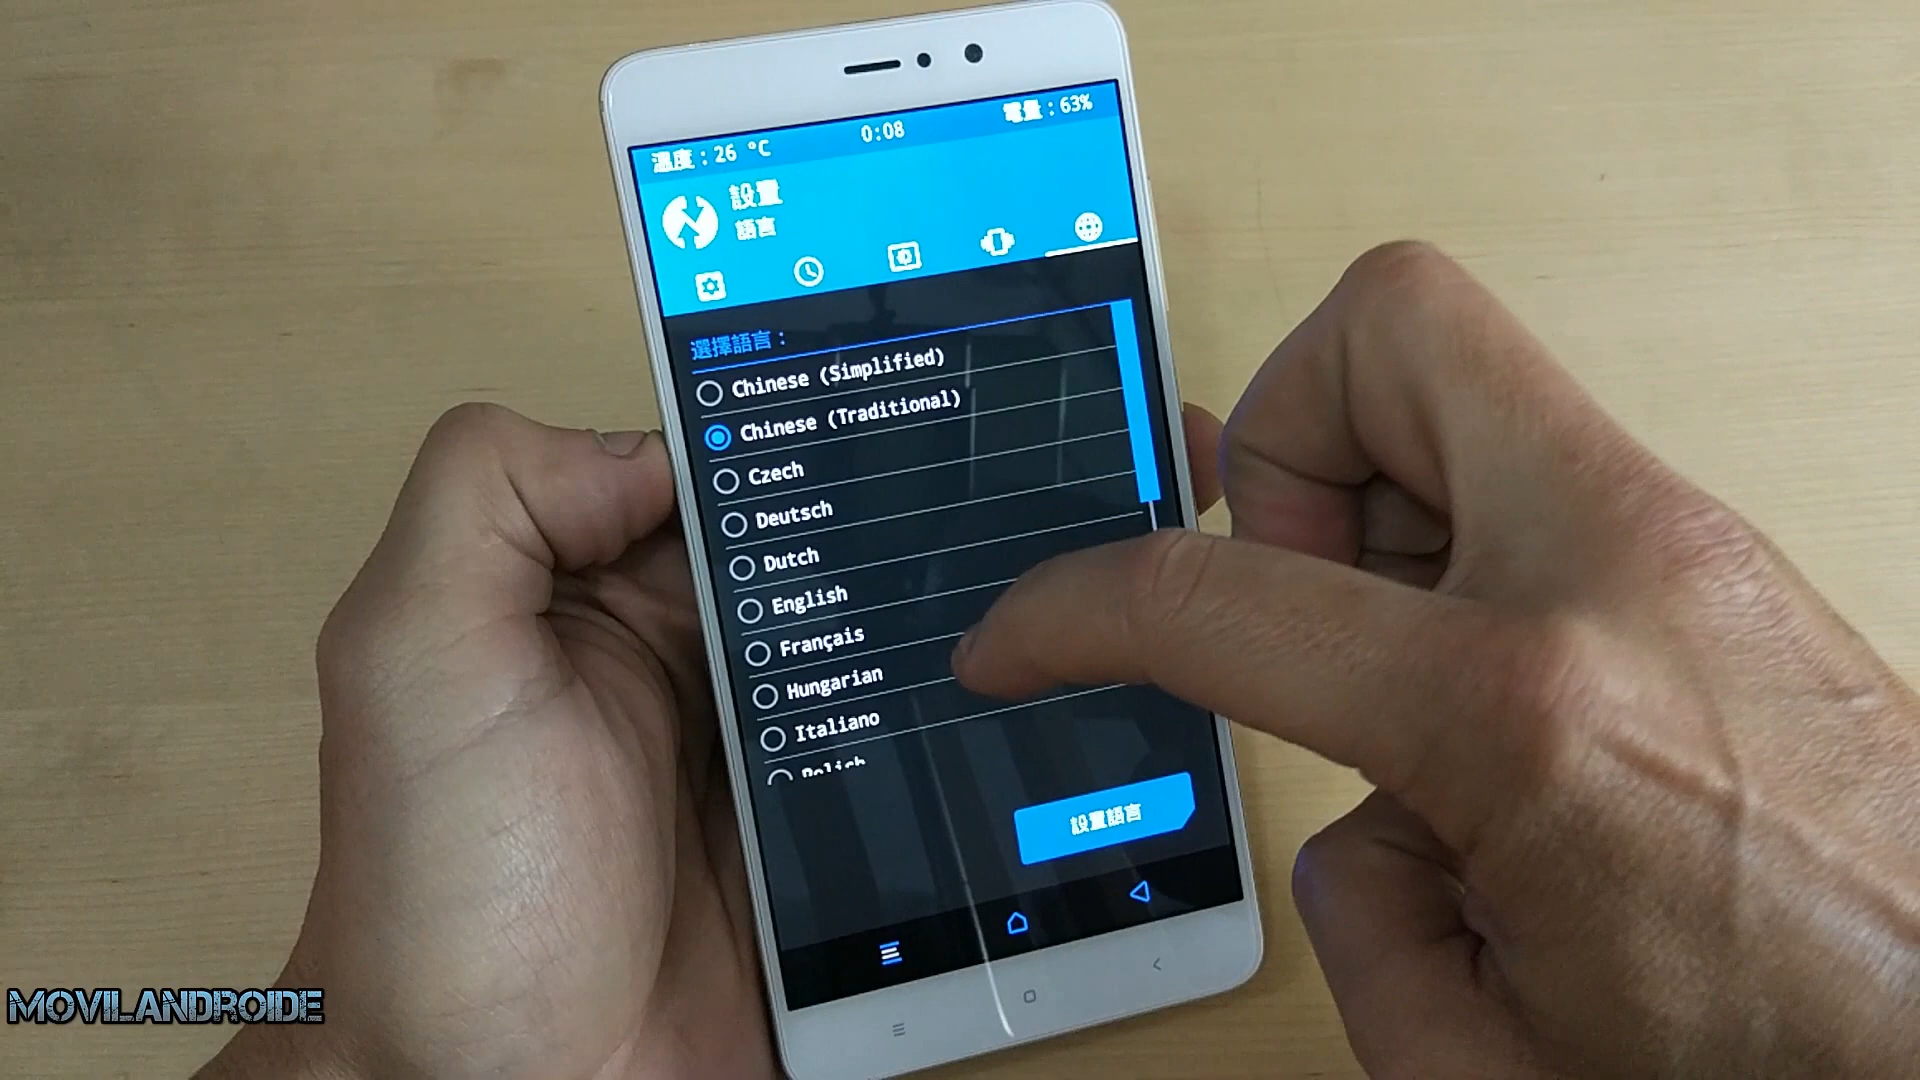 溫度：26 °C
0:08
電量：63%
設置
語言
選擇語言：
Chinese (Simplified)
Chinese (Traditional)
Czech
Deutsch
Dutch
English
Français
Hungarian
Italiano
Polish
設置語言
MOVILANDROIDE